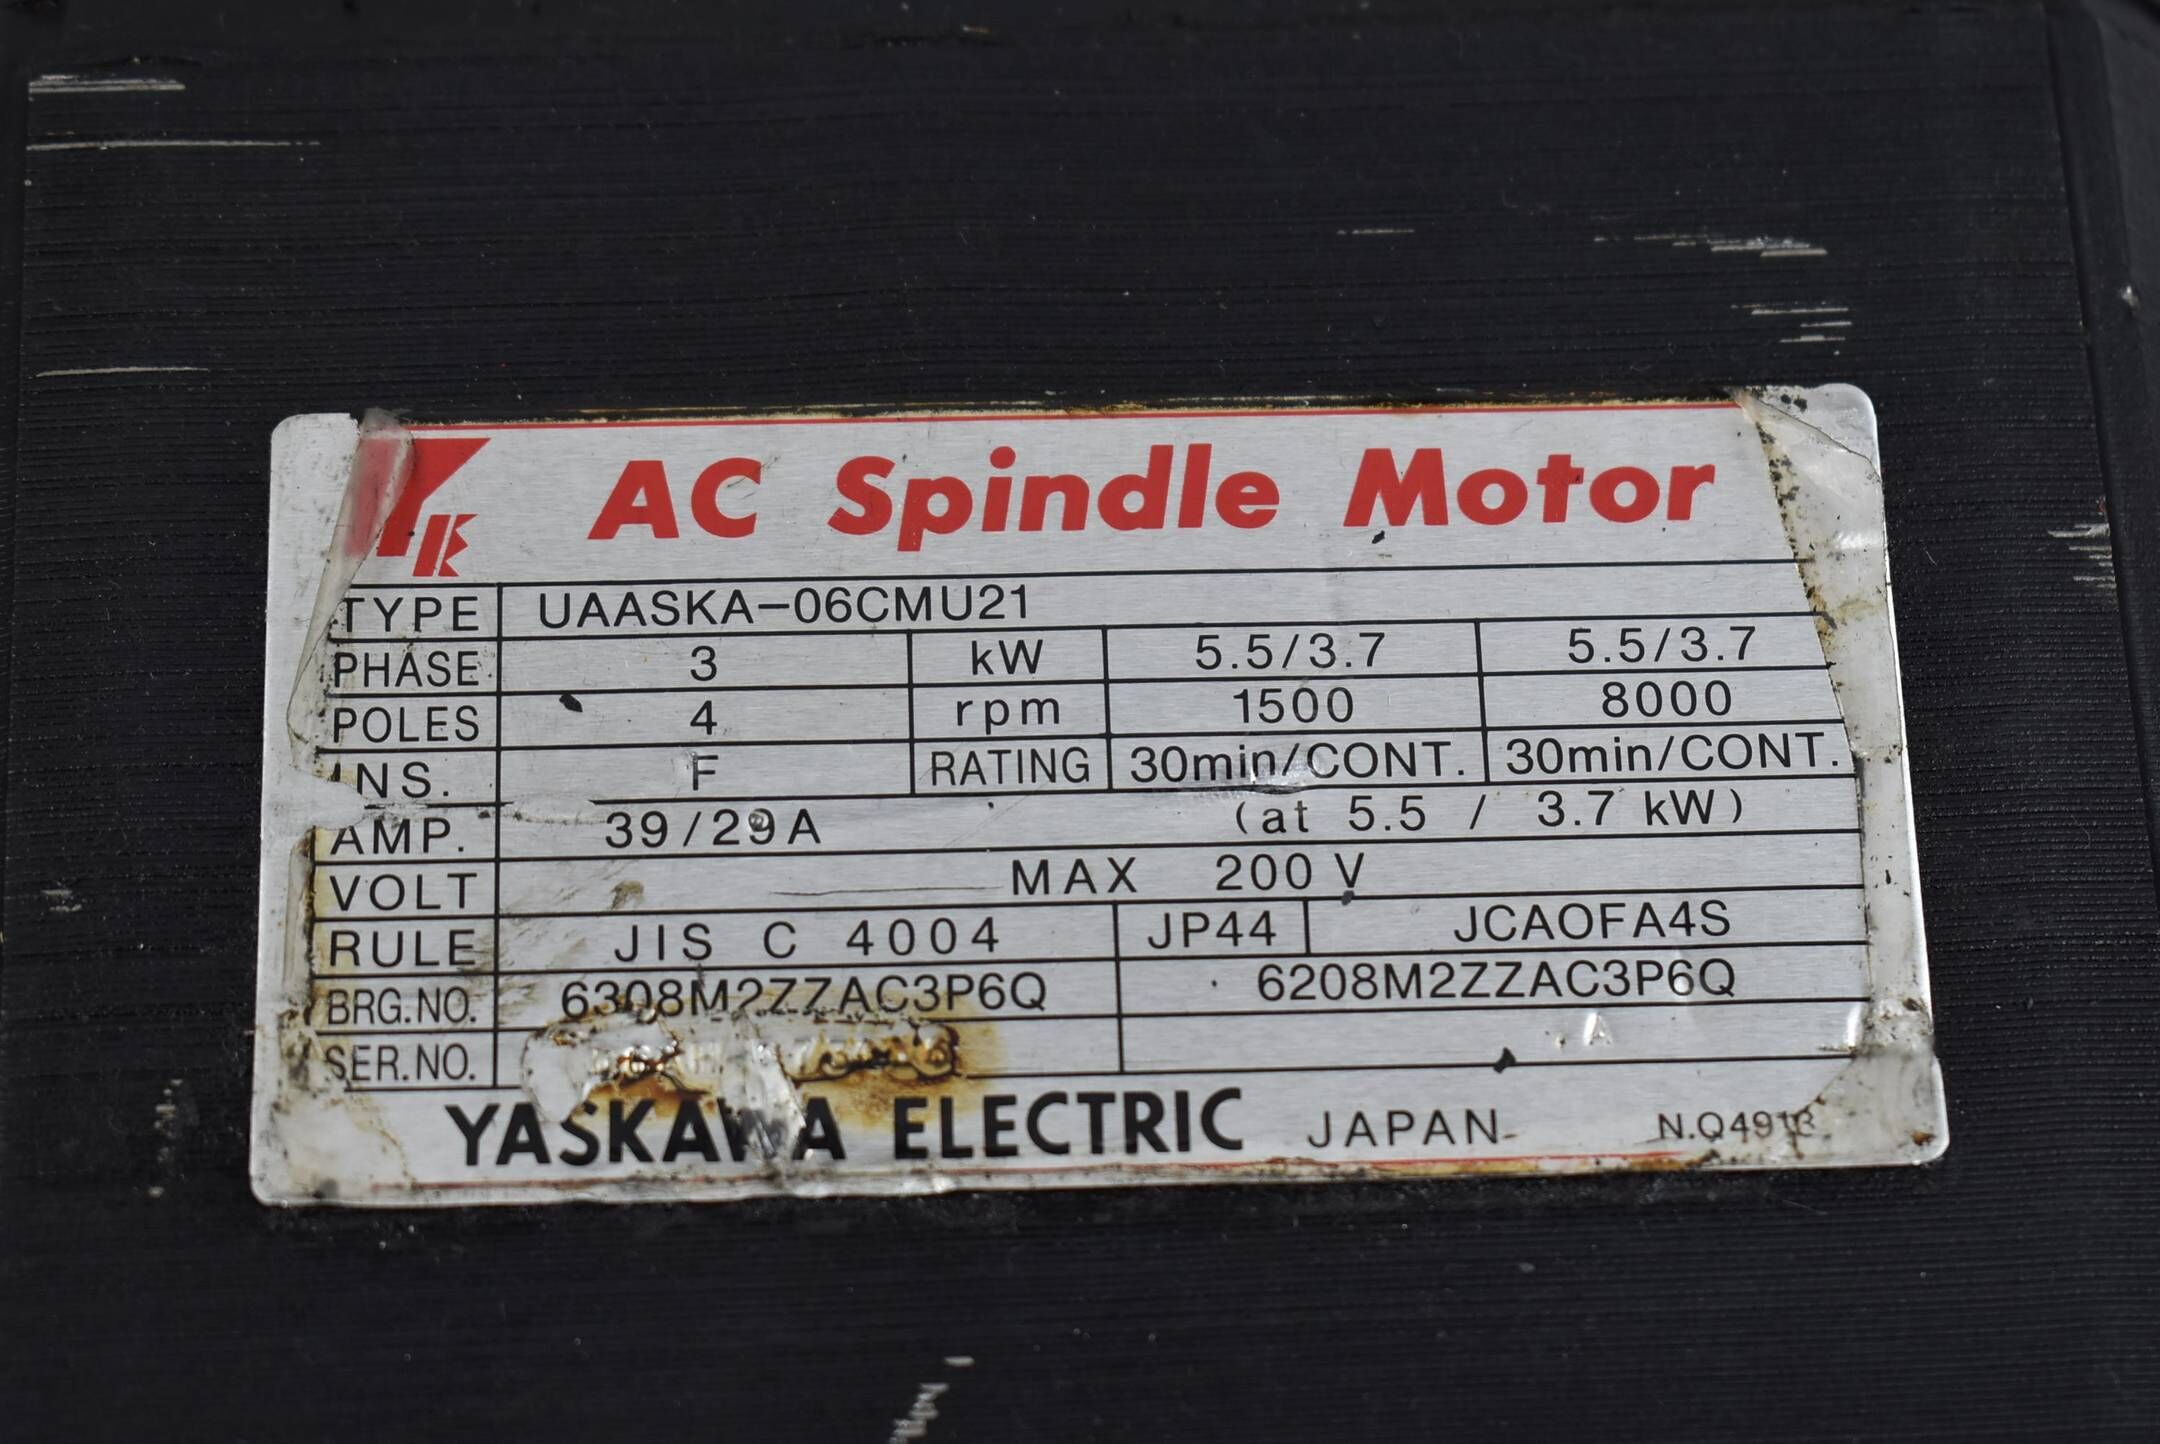 YE AC Spindle Motor
TYPE UAASKA-06CMU21
PHASE 3 kW 5.5/3.7 5.5/3.7
POLES 4 rpm 1500 8000
INS. F RATING 30min/CONT. 30min/CONT.
AMP. 39/29A (at 5.5 / 3.7 kW)
VOLT MAX 200 V
RULE JIS C 4004 JP44 JCAOFA4S
BRG.NO. 6308M2ZZAC3P6Q 6208M2ZZAC3P6Q
SER.NO. A
YASKAWA ELECTRIC JAPAN